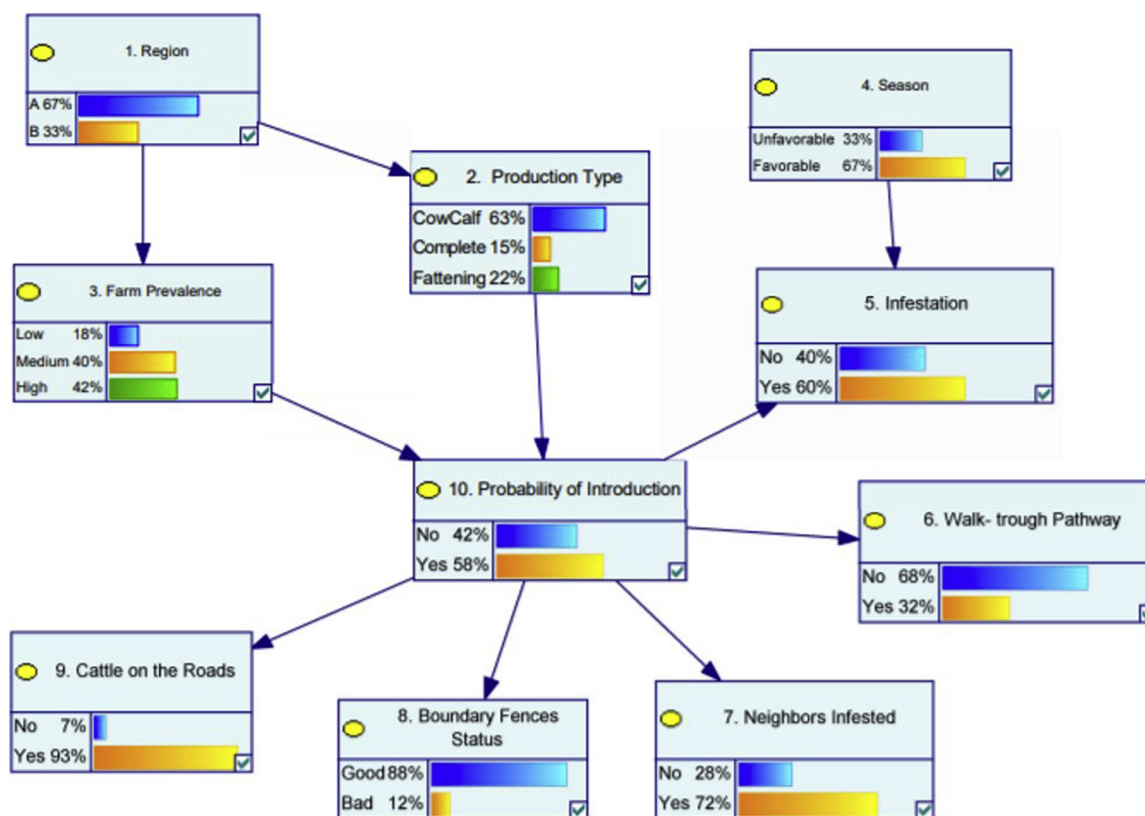 1. Region
A 67%
B 33%
4. Season
Unfavorable 33%
Favorable 67%
2. Production Type
CowCalf 63%
Complete 15%
Fattening 22%
3. Farm Prevalence
Low 18%
Medium 40%
High 42%
5. Infestation
No 40%
Yes 60%
10. Probability of Introduction
No 42%
Yes 58%
6. Walk- trough Pathway
No 68%
Yes 32%
9. Cattle on the Roads
No 7%
Yes 93%
8. Boundary Fences
Status
Good 88%
Bad 12%
7. Neighbors Infested
No 28%
Yes 72%